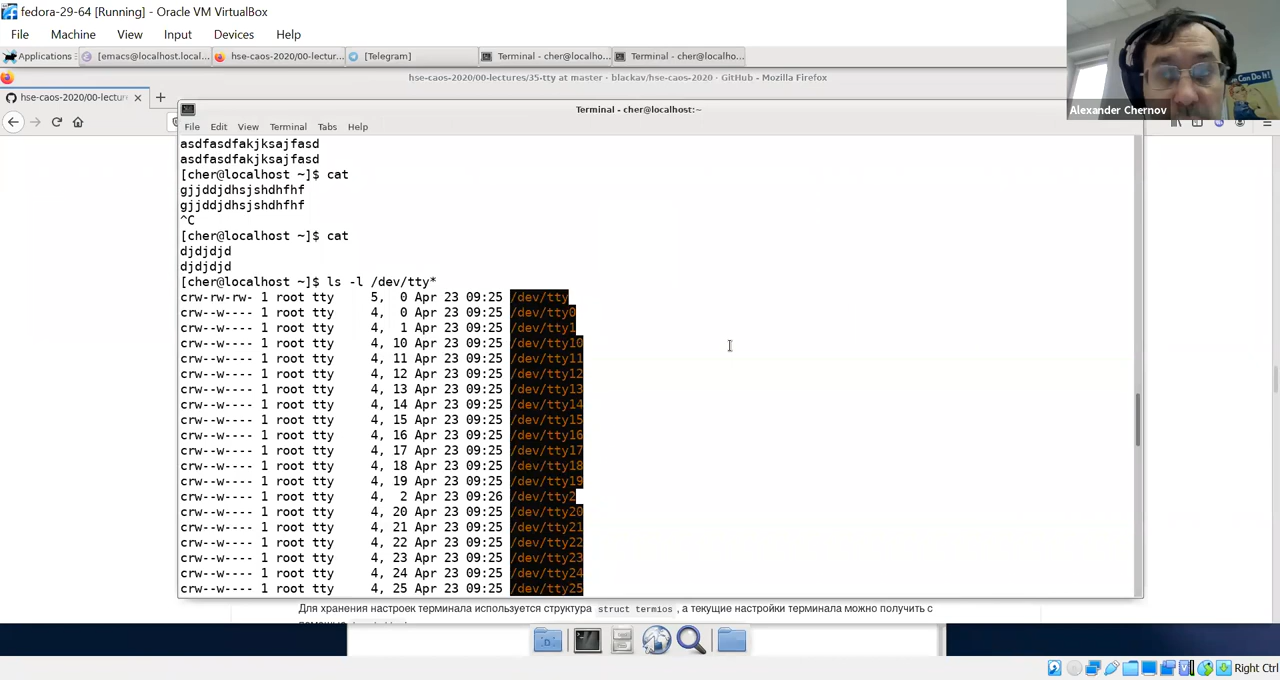 fedora-29-64 [Running] - Oracle VM VirtualBox
File Machine View Input Devices Help
Applications [emacs@localhost.local... hse-caos-2020/00-lectur... [Telegram] Terminal - cher@localho... Terminal - cher@localho...
hse-caos-2020/00-lectures/35-tty at master · blackav/hse-caos-2020 · GitHub - Mozilla Firefox
Can Do It!
Alexander Chernov
hse-caos-2020/00-lectur
Terminal - cher@localhost:~
File Edit View Terminal Tabs Help
asdfasdfakjksajfasd
asdfasdfakjksajfasd
[cher@localhost ~]$ cat
gjjddjdhsjshdhfhf
gjjddjdhsjshdhfhf
^C
[cher@localhost ~]$ cat
djdjdjd
djdjdjd
[cher@localhost ~]$ ls -l /dev/tty*
crw-rw-rw- 1 root tty 5, 0 Apr 23 09:25 /dev/tty
crw--w---- 1 root tty 4, 0 Apr 23 09:25 /dev/tty0
crw--w---- 1 root tty 4, 1 Apr 23 09:25 /dev/tty1
crw--w---- 1 root tty 4, 10 Apr 23 09:25 /dev/tty10
crw--w---- 1 root tty 4, 11 Apr 23 09:25 /dev/tty11
crw--w---- 1 root tty 4, 12 Apr 23 09:25 /dev/tty12
crw--w---- 1 root tty 4, 13 Apr 23 09:25 /dev/tty13
crw--w---- 1 root tty 4, 14 Apr 23 09:25 /dev/tty14
crw--w---- 1 root tty 4, 15 Apr 23 09:25 /dev/tty15
crw--w---- 1 root tty 4, 16 Apr 23 09:25 /dev/tty16
crw--w---- 1 root tty 4, 17 Apr 23 09:25 /dev/tty17
crw--w---- 1 root tty 4, 18 Apr 23 09:25 /dev/tty18
crw--w---- 1 root tty 4, 19 Apr 23 09:25 /dev/tty19
crw--w---- 1 root tty 4, 2 Apr 23 09:26 /dev/tty2
crw--w---- 1 root tty 4, 20 Apr 23 09:25 /dev/tty20
crw--w---- 1 root tty 4, 21 Apr 23 09:25 /dev/tty21
crw--w---- 1 root tty 4, 22 Apr 23 09:25 /dev/tty22
crw--w---- 1 root tty 4, 23 Apr 23 09:25 /dev/tty23
crw--w---- 1 root tty 4, 24 Apr 23 09:25 /dev/tty24
crw--w---- 1 root tty 4, 25 Apr 23 09:25 /dev/tty25
Для хранения настроек терминала используется структура struct termios, а текущие настройки терминала можно получить с
Right Ctrl